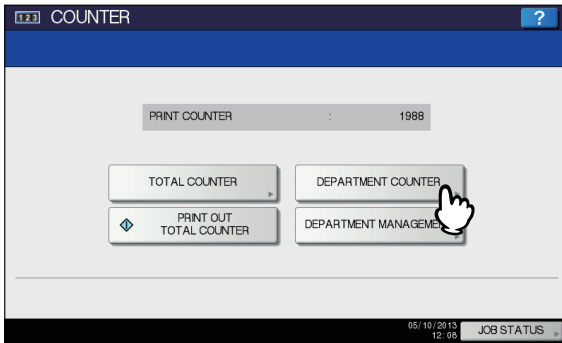 123 COUNTER
?
PRINT COUNTER : 1988
TOTAL COUNTER
DEPARTMENT COUNTER
PRINT OUT
TOTAL COUNTER
DEPARTMENT MANAGEMEN
05/10/2013
12:08
JOB STATUS